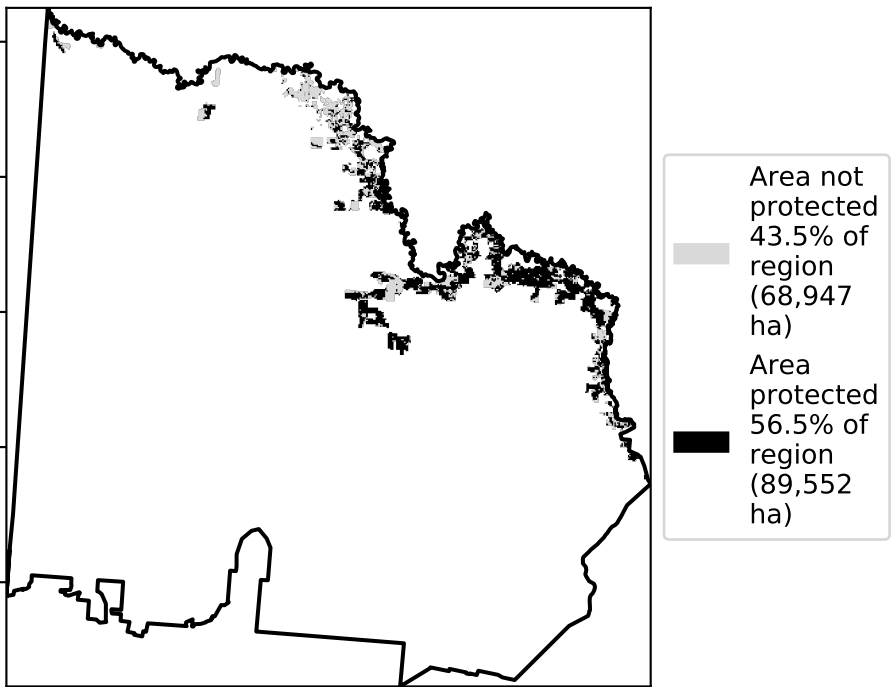 Area not
protected
43.5% of
region
(68,947
ha)
Area
protected
56.5% of
region
(89,552
ha)